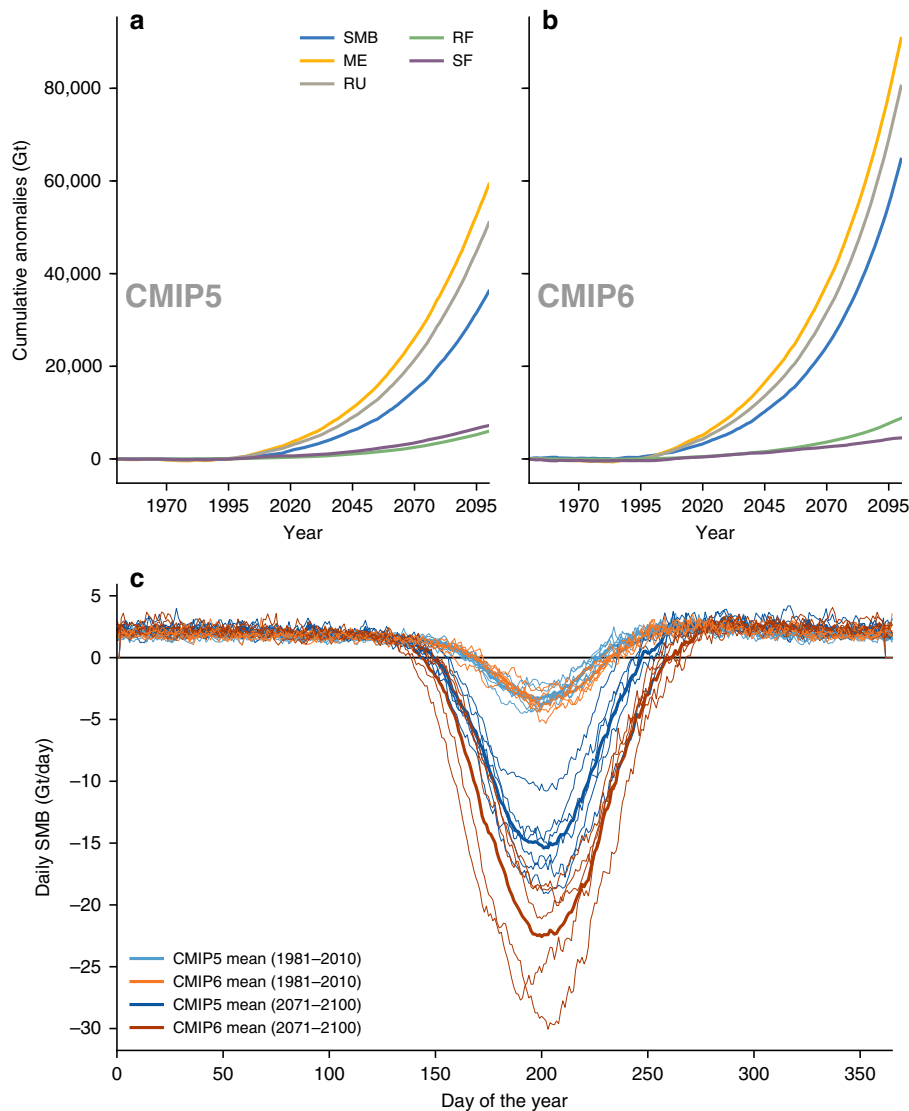 a
b
SMB
RF
ME
SF
RU
80,000
60,000
40,000
20,000
0
Cumulative anomalies (Gt)
CMIP5
CMIP6
1970 1995 2020 2045 2070 2095
1970 1995 2020 2045 2070 2095
Year
Year
c
5
0
–5
–10
–15
–20
–25
–30
Daily SMB (Gt/day)
CMIP5 mean (1981–2010)
CMIP6 mean (1981–2010)
CMIP5 mean (2071–2100)
CMIP6 mean (2071–2100)
0 50 100 150 200 250 300 350
Day of the year